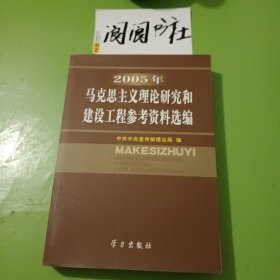 阅阅书社
2005年
马克思主义理论研究和
建设工程参考资料选编
中共中央宣传部理论局 编
MAKESIZHUYI
学习出版社